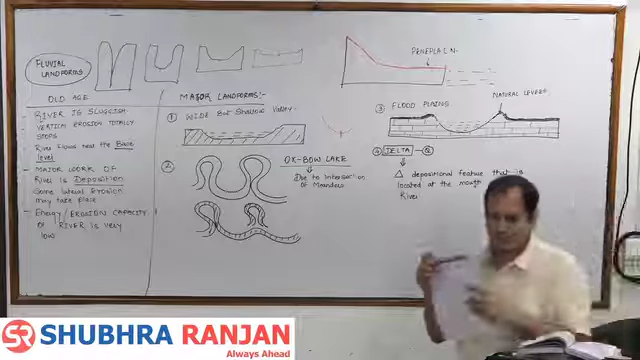 FLUVIAL
LANDFORMS
OLD AGE
RIVER IS SLUGGISH
VERTICAL EROSION TOTALLY
STOPS
River Flows near the Base
level
MAJOR WORK OF
River is Deposition
Some lateral Erosion
may take Place
Energy/EROSION CAPACITY
OF RIVER IS VERY
low
MAJOR LANDFORMS:-
① WIDE But Shallow Valley
②
OX-BOW LAKE
Due to Intersection
of Meanders
PENEPLAIN
③ FLOOD PLAINS
NATURAL LEVEES
④ DELTA
△ depositional feature that is
located at the mouth
River
SHUBHRA RANJAN
Always Ahead
SR